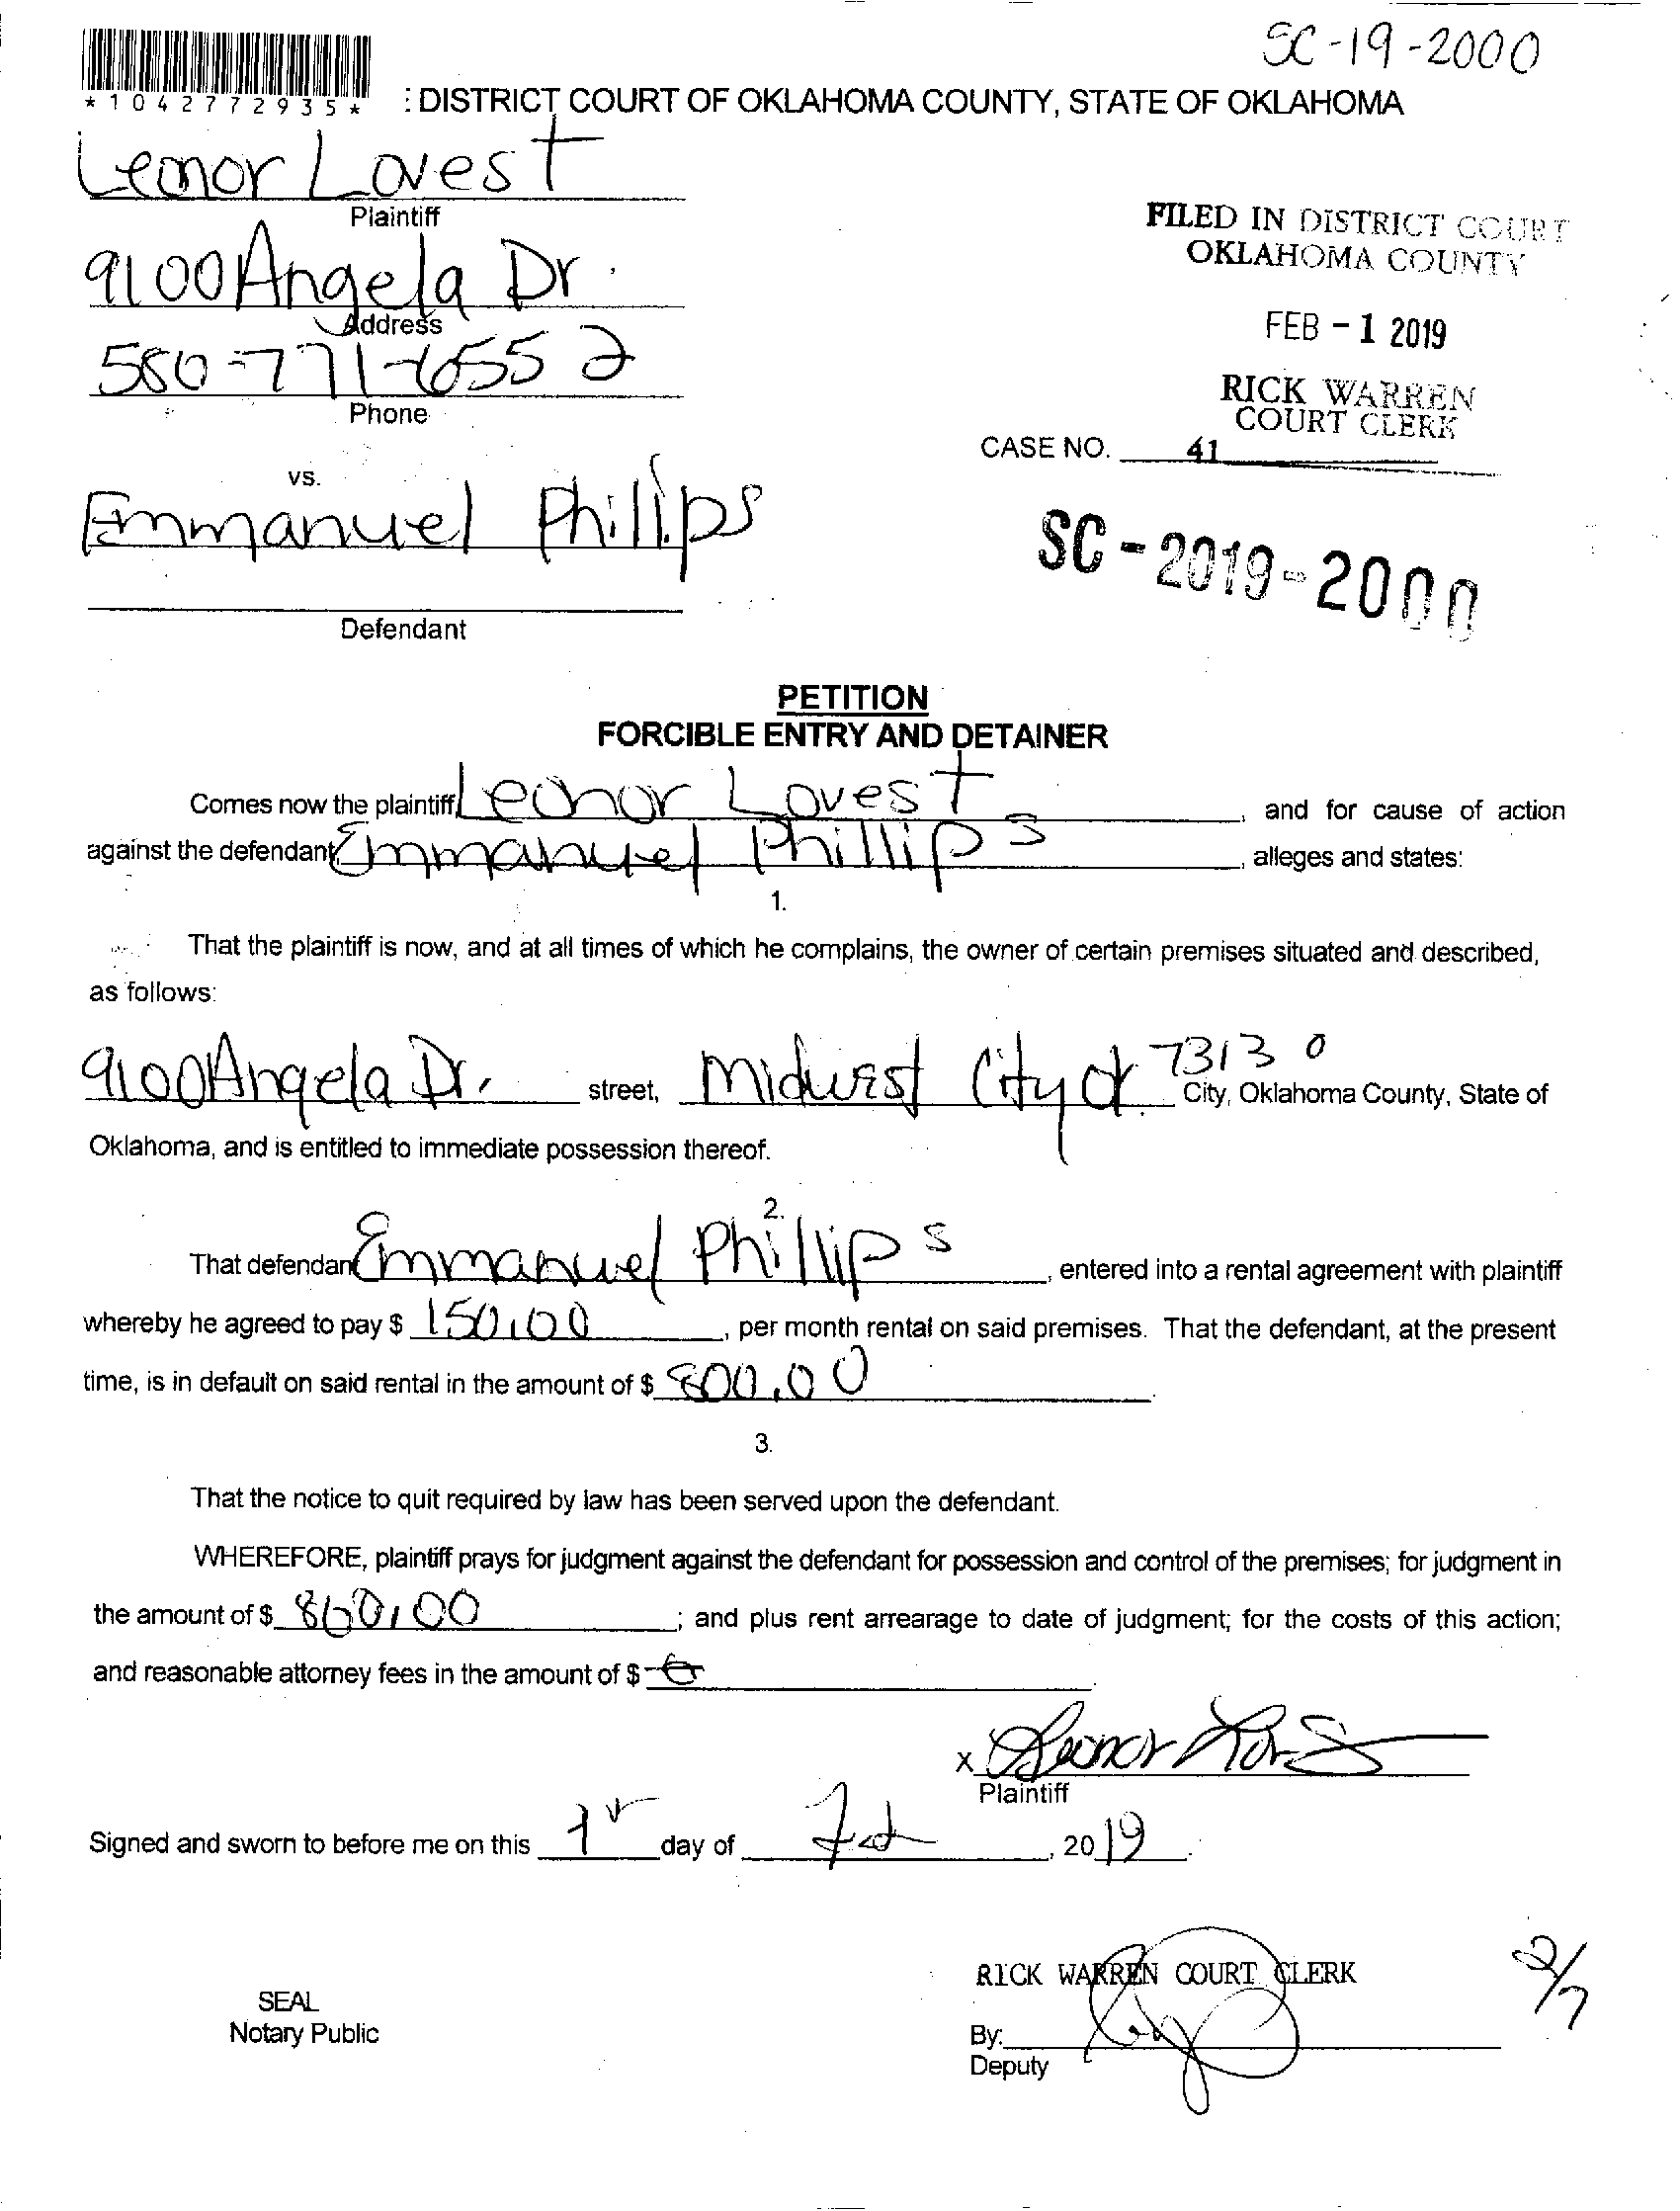 SC-19-2000
*1042772935*
: DISTRICT COURT OF OKLAHOMA COUNTY, STATE OF OKLAHOMA
Leonor Lovest
Plaintiff
FILED IN DISTRICT COURT
OKLAHOMA COUNTY
9100 Angela Dr.
Address
FEB - 1 2019
580-771-6552
Phone
RICK WARREN
COURT CLERK
CASE NO. 41
vs.
Emmanuel Phillips
SC-2019-2000
Defendant
PETITION
FORCIBLE ENTRY AND DETAINER
Comes now the plaintiff Leonor Lovest, and for cause of action
against the defendant, Emmanuel Phillips, alleges and states:
1.
That the plaintiff is now, and at all times of which he complains, the owner of certain premises situated and described,
as follows:
9100 Angela Dr. street, Midwest City ok 73130 City, Oklahoma County, State of
Oklahoma, and is entitled to immediate possession thereof.
2.
That defendant Emmanuel Phillips, entered into a rental agreement with plaintiff
whereby he agreed to pay $ 150.00, per month rental on said premises. That the defendant, at the present
time, is in default on said rental in the amount of $ 800.00.
3.
That the notice to quit required by law has been served upon the defendant.
WHEREFORE, plaintiff prays for judgment against the defendant for possession and control of the premises; for judgment in
the amount of $ 860.00; and plus rent arrearage to date of judgment; for the costs of this action;
and reasonable attorney fees in the amount of $
X Leonor
Plaintiff
Signed and sworn to before me on this 1 day of Feb, 2019.
RICK WARREN COURT CLERK
2/7
SEAL
Notary Public
By:
Deputy